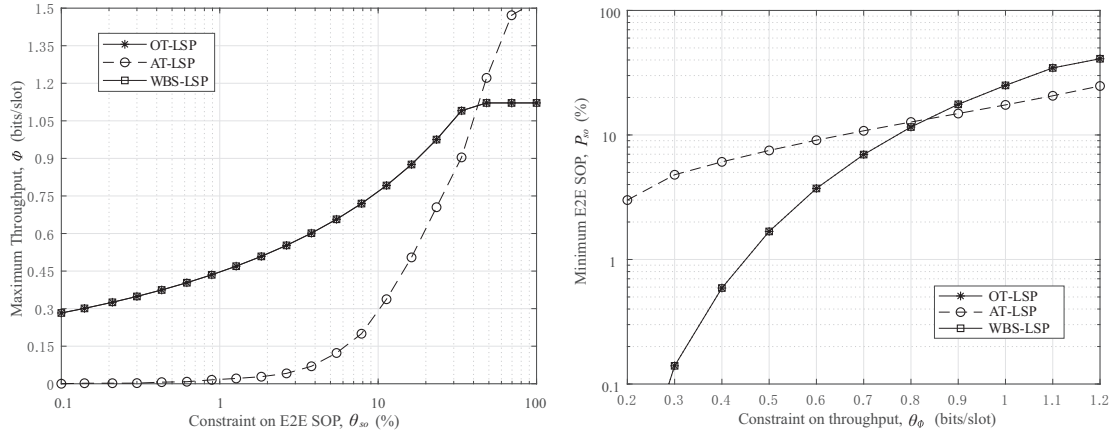 1.5
1.35
1.2
1.05
0.9
0.75
0.6
0.45
0.3
0.15
0
Maximum Throughput, Φ (bits/slot)
OT-LSP
AT-LSP
WBS-LSP
0.1 1 10 100
Constraint on E2E SOP, θso (%)
100
10
1
0.1
Minimum E2E SOP, Pso (%)
OT-LSP
AT-LSP
WBS-LSP
0.2 0.3 0.4 0.5 0.6 0.7 0.8 0.9 1.0 1.1 1.2
Constraint on throughput, θΦ (bits/slot)